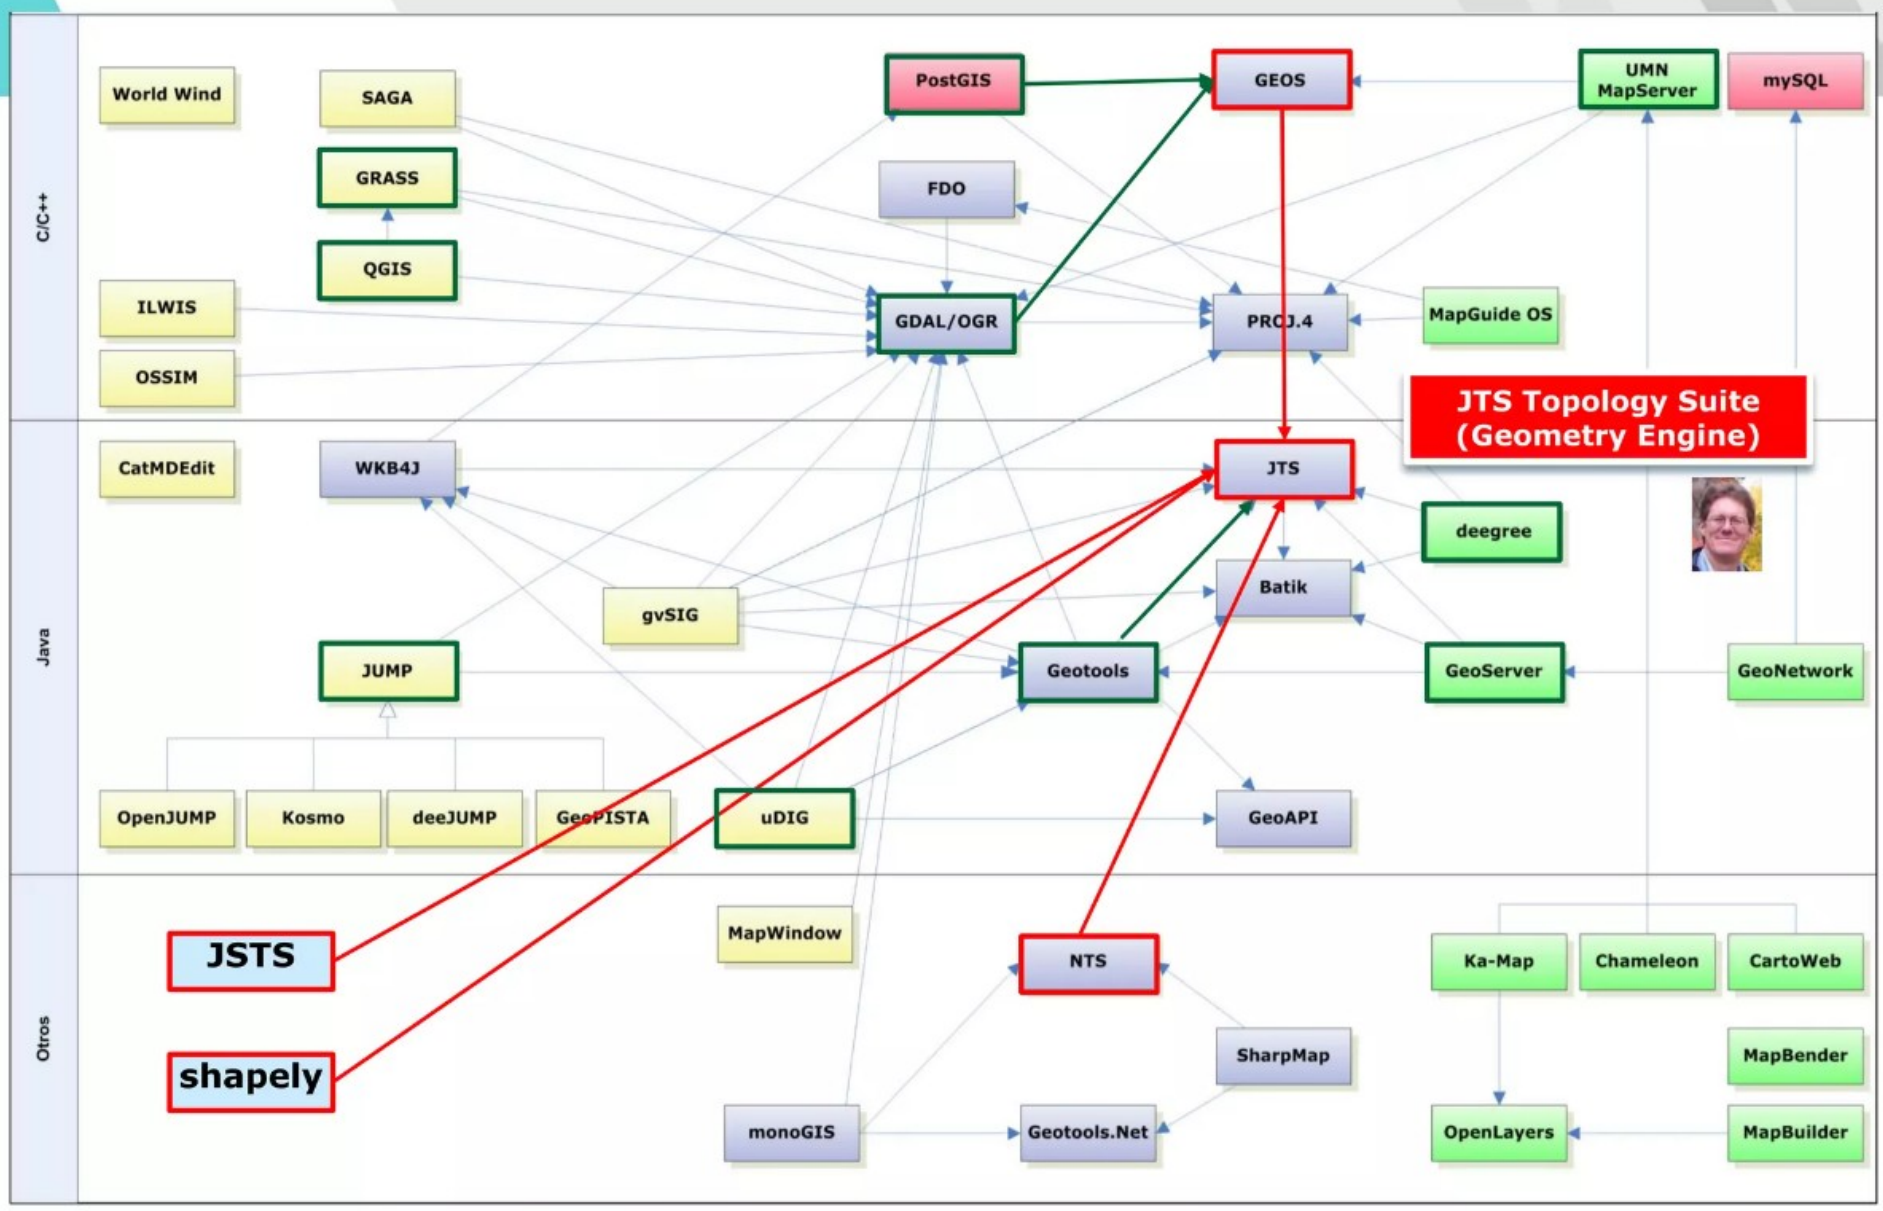 C/C++
World Wind
SAGA
PostGIS
GEOS
UMN
MapServer
mySQL
GRASS
FDO
QGIS
ILWIS
GDAL/OGR
PROJ.4
MapGuide OS
OSSIM
JTS Topology Suite
(Geometry Engine)
Java
CatMDEdit
WKB4J
JTS
deegree
Batik
gvSIG
JUMP
Geotools
GeoServer
GeoNetwork
OpenJUMP
Kosmo
deeJUMP
GeoPISTA
uDIG
GeoAPI
Otros
JSTS
MapWindow
NTS
Ka-Map
Chameleon
CartoWeb
shapely
SharpMap
MapBender
monoGIS
Geotools.Net
OpenLayers
MapBuilder